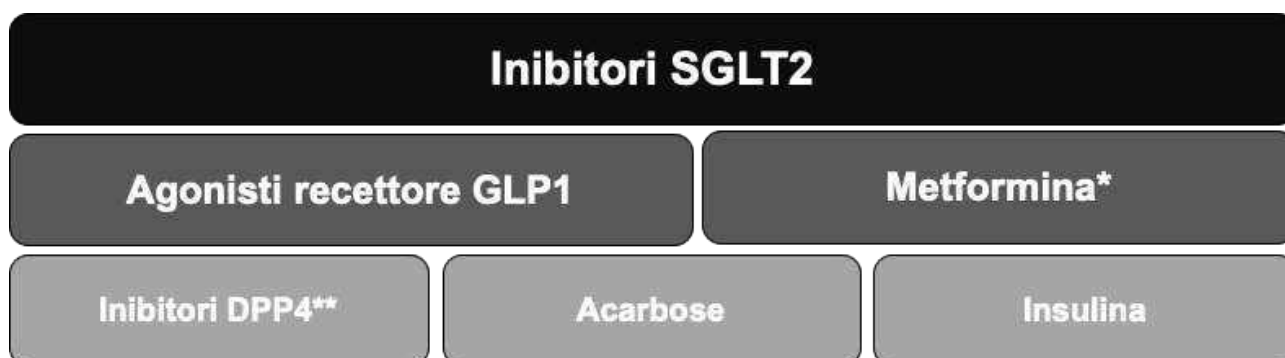 Inibitori SGLT2
Agonisti recettore GLP1
Metformina*
Inibitori DPP4**
Acarbose
Insulina